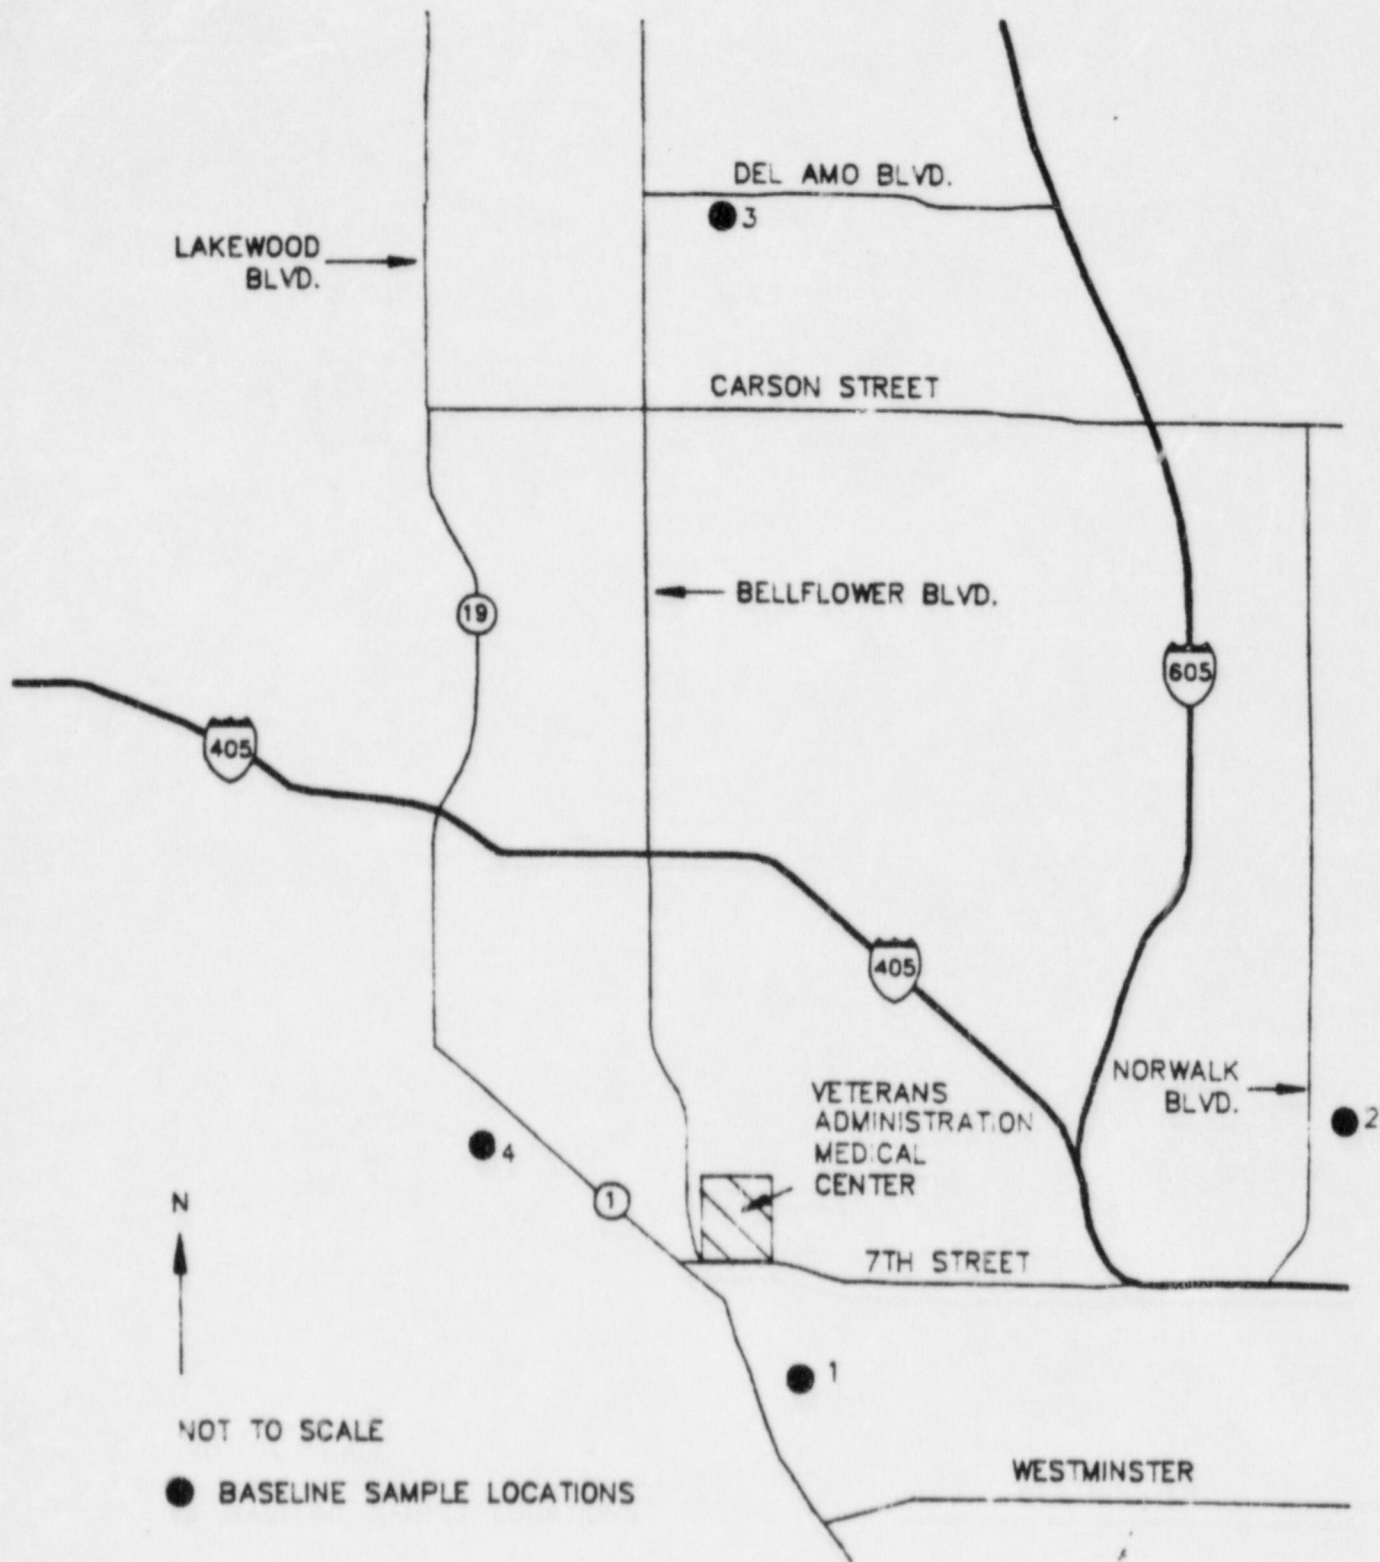 DEL AMO BLVD.
3
LAKEWOOD
BLVD.
CARSON STREET
BELLFLOWER BLVD.
19
605
405
405
NORWALK
BLVD.
VETERANS
ADMINISTRATION
MEDICAL
CENTER
2
4
1
N
7TH STREET
1
NOT TO SCALE
WESTMINSTER
BASELINE SAMPLE LOCATIONS